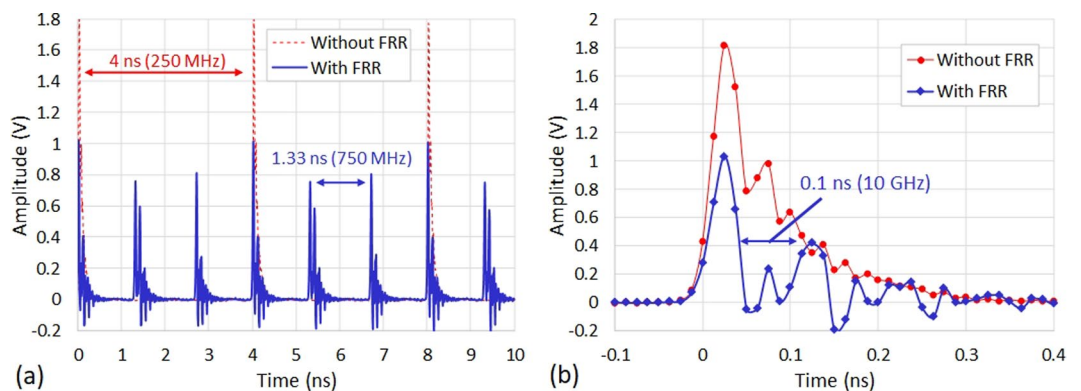 1.8
1.6
1.4
1.2
1
0.8
0.6
0.4
0.2
0
-0.2
Amplitude (V)
Without FRR
With FRR
4 ns (250 MHz)
1.33 ns (750 MHz)
0 1 2 3 4 5 6 7 8 9 10
Time (ns)
(a)
2
1.8
1.6
1.4
1.2
1
0.8
0.6
0.4
0.2
0
-0.2
Amplitude (V)
Without FRR
With FRR
0.1 ns (10 GHz)
-0.1 0 0.1 0.2 0.3 0.4
Time (ns)
(b)